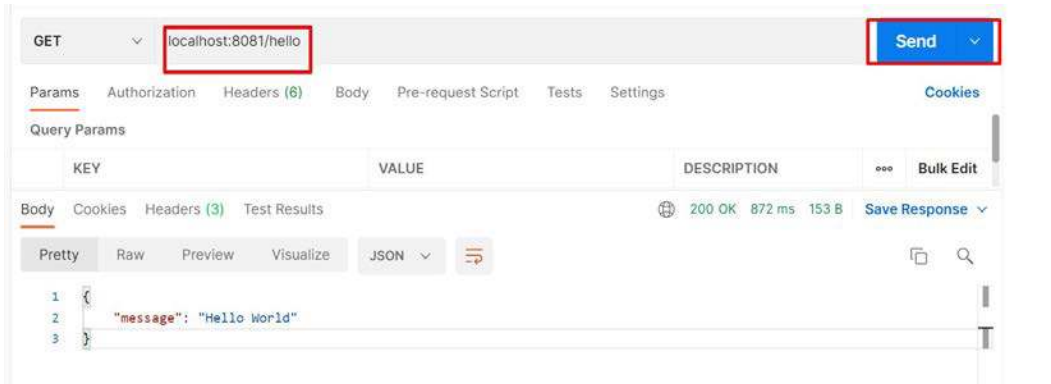 GET localhost:8081/hello Send
Params Authorization Headers (6) Body Pre-request Script Tests Settings Cookies
Query Params
KEY VALUE DESCRIPTION ooo Bulk Edit
Body Cookies Headers (3) Test Results 200 OK 872 ms 153 B Save Response
Pretty Raw Preview Visualize JSON
1 {
2 "message": "Hello World"
3 }